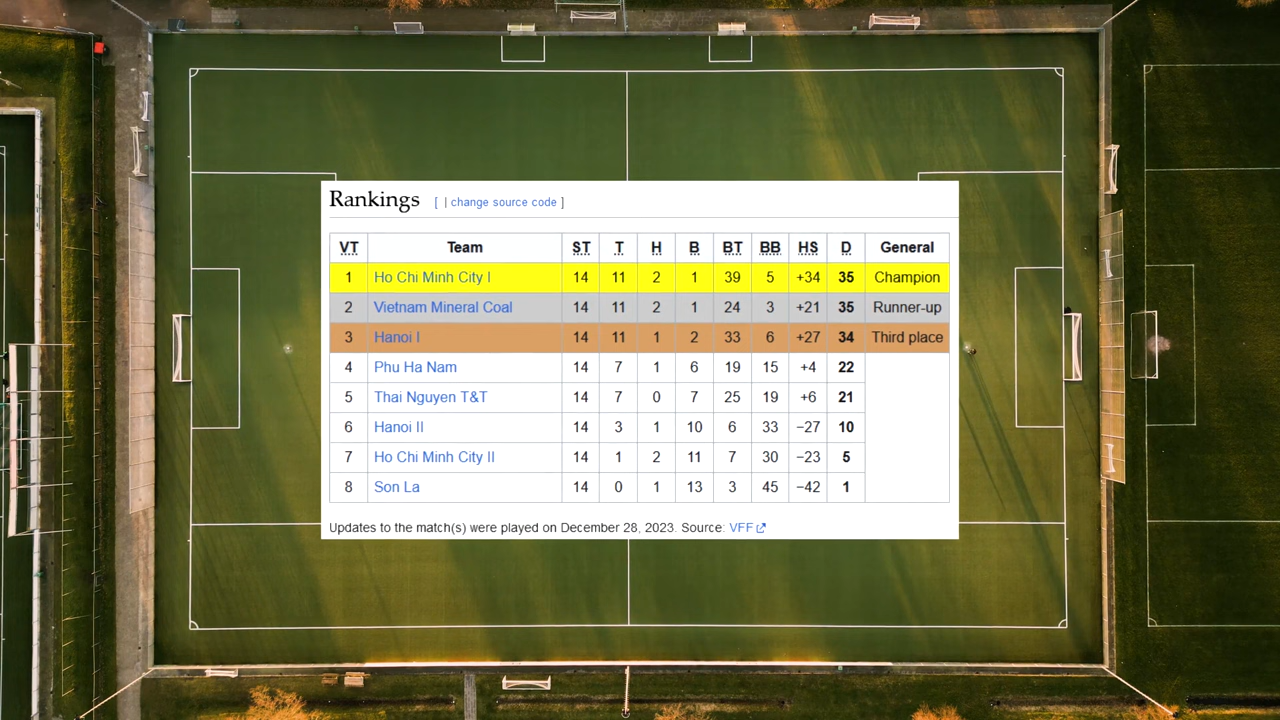 Rankings [ | change source code ]
VT Team ST T H B BT BB HS D General
1 Ho Chi Minh City I 14 11 2 1 39 5 +34 35 Champion
2 Vietnam Mineral Coal 14 11 2 1 24 3 +21 35 Runner-up
3 Hanoi I 14 11 1 2 33 6 +27 34 Third place
4 Phu Ha Nam 14 7 1 6 19 15 +4 22
5 Thai Nguyen T&T 14 7 0 7 25 19 +6 21
6 Hanoi II 14 3 1 10 6 33 −27 10
7 Ho Chi Minh City II 14 1 2 11 7 30 −23 5
8 Son La 14 0 1 13 3 45 −42 1
Updates to the match(s) were played on December 28, 2023. Source: VFF